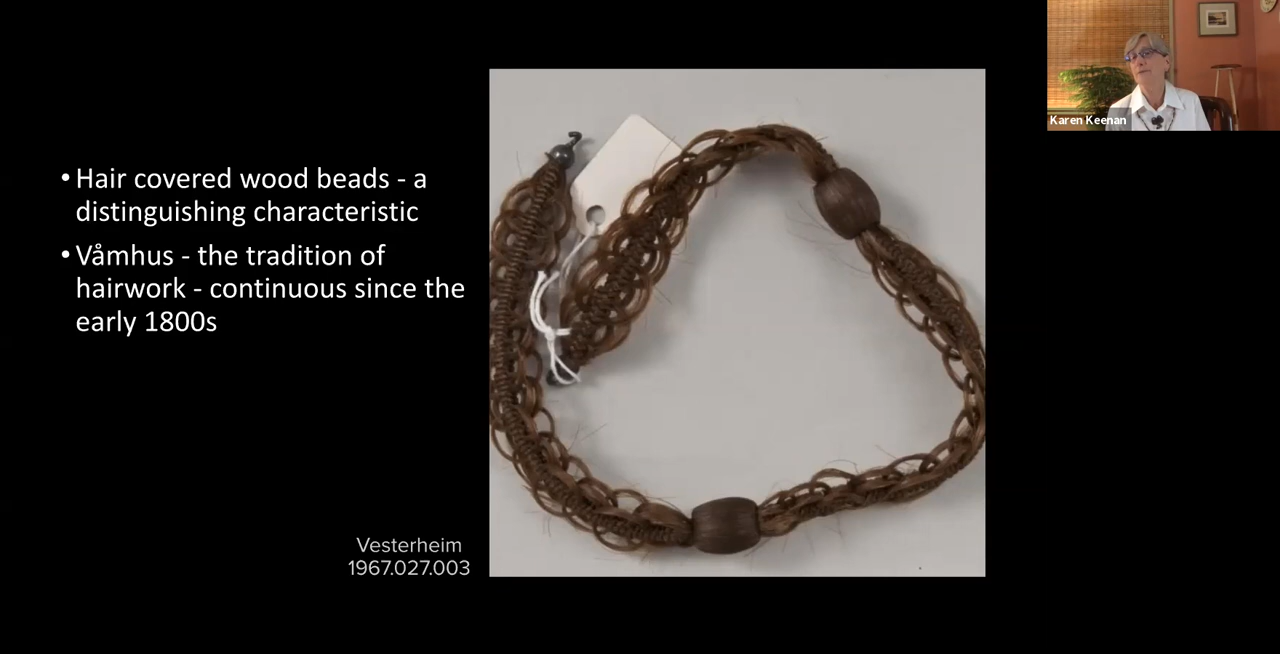 • Hair covered wood beads - a
distinguishing characteristic
• Våmhus - the tradition of
hairwork - continuous since the
early 1800s
Vesterheim
1967.027.003
Karen Keenan